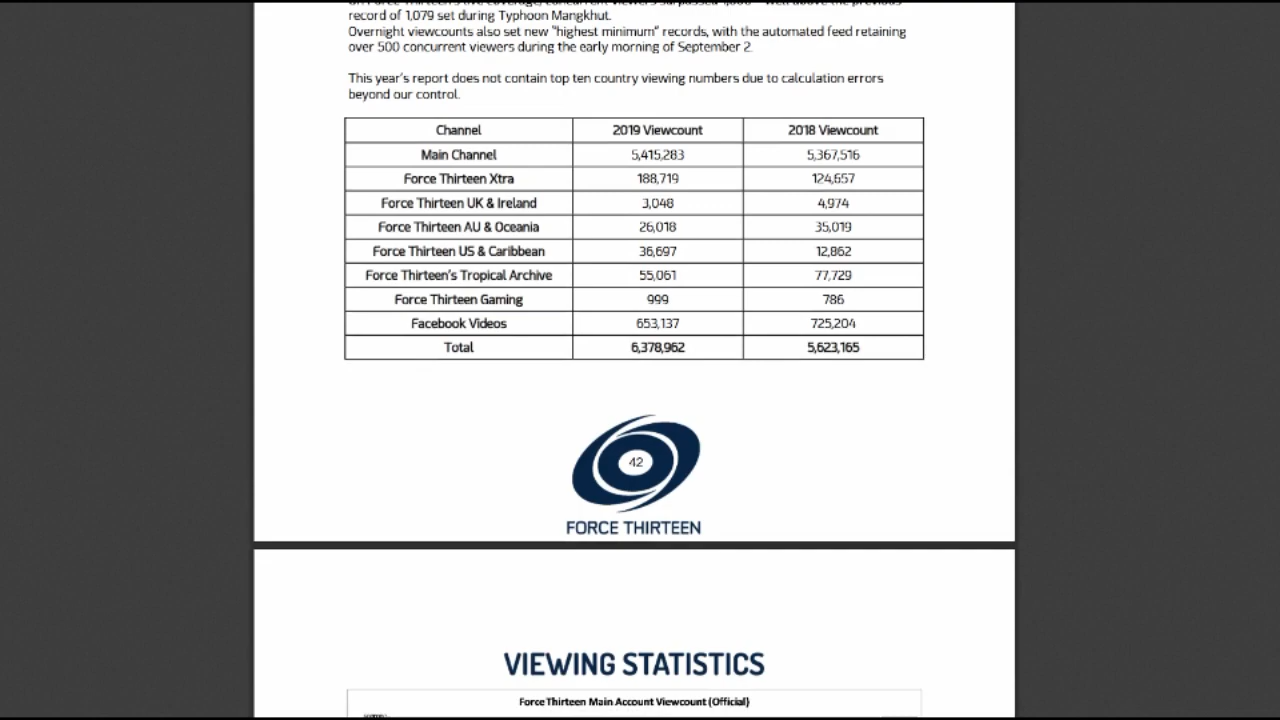 record of 1,079 set during Typhoon Mangkhut.
Overnight viewcounts also set new "highest minimum" records, with the automated feed retaining
over 500 concurrent viewers during the early morning of September 2.
This year's report does not contain top ten country viewing numbers due to calculation errors
beyond our control.
Channel 2019 Viewcount 2018 Viewcount
Main Channel 5,415,283 5,367,516
Force Thirteen Xtra 188,719 124,657
Force Thirteen UK & Ireland 3,048 4,974
Force Thirteen AU & Oceania 26,018 35,019
Force Thirteen US & Caribbean 36,697 12,862
Force Thirteen's Tropical Archive 55,061 77,729
Force Thirteen Gaming 999 786
Facebook Videos 653,137 725,204
Total 6,378,962 5,623,165
42
FORCE THIRTEEN
VIEWING STATISTICS
Force Thirteen Main Account Viewcount (Official)